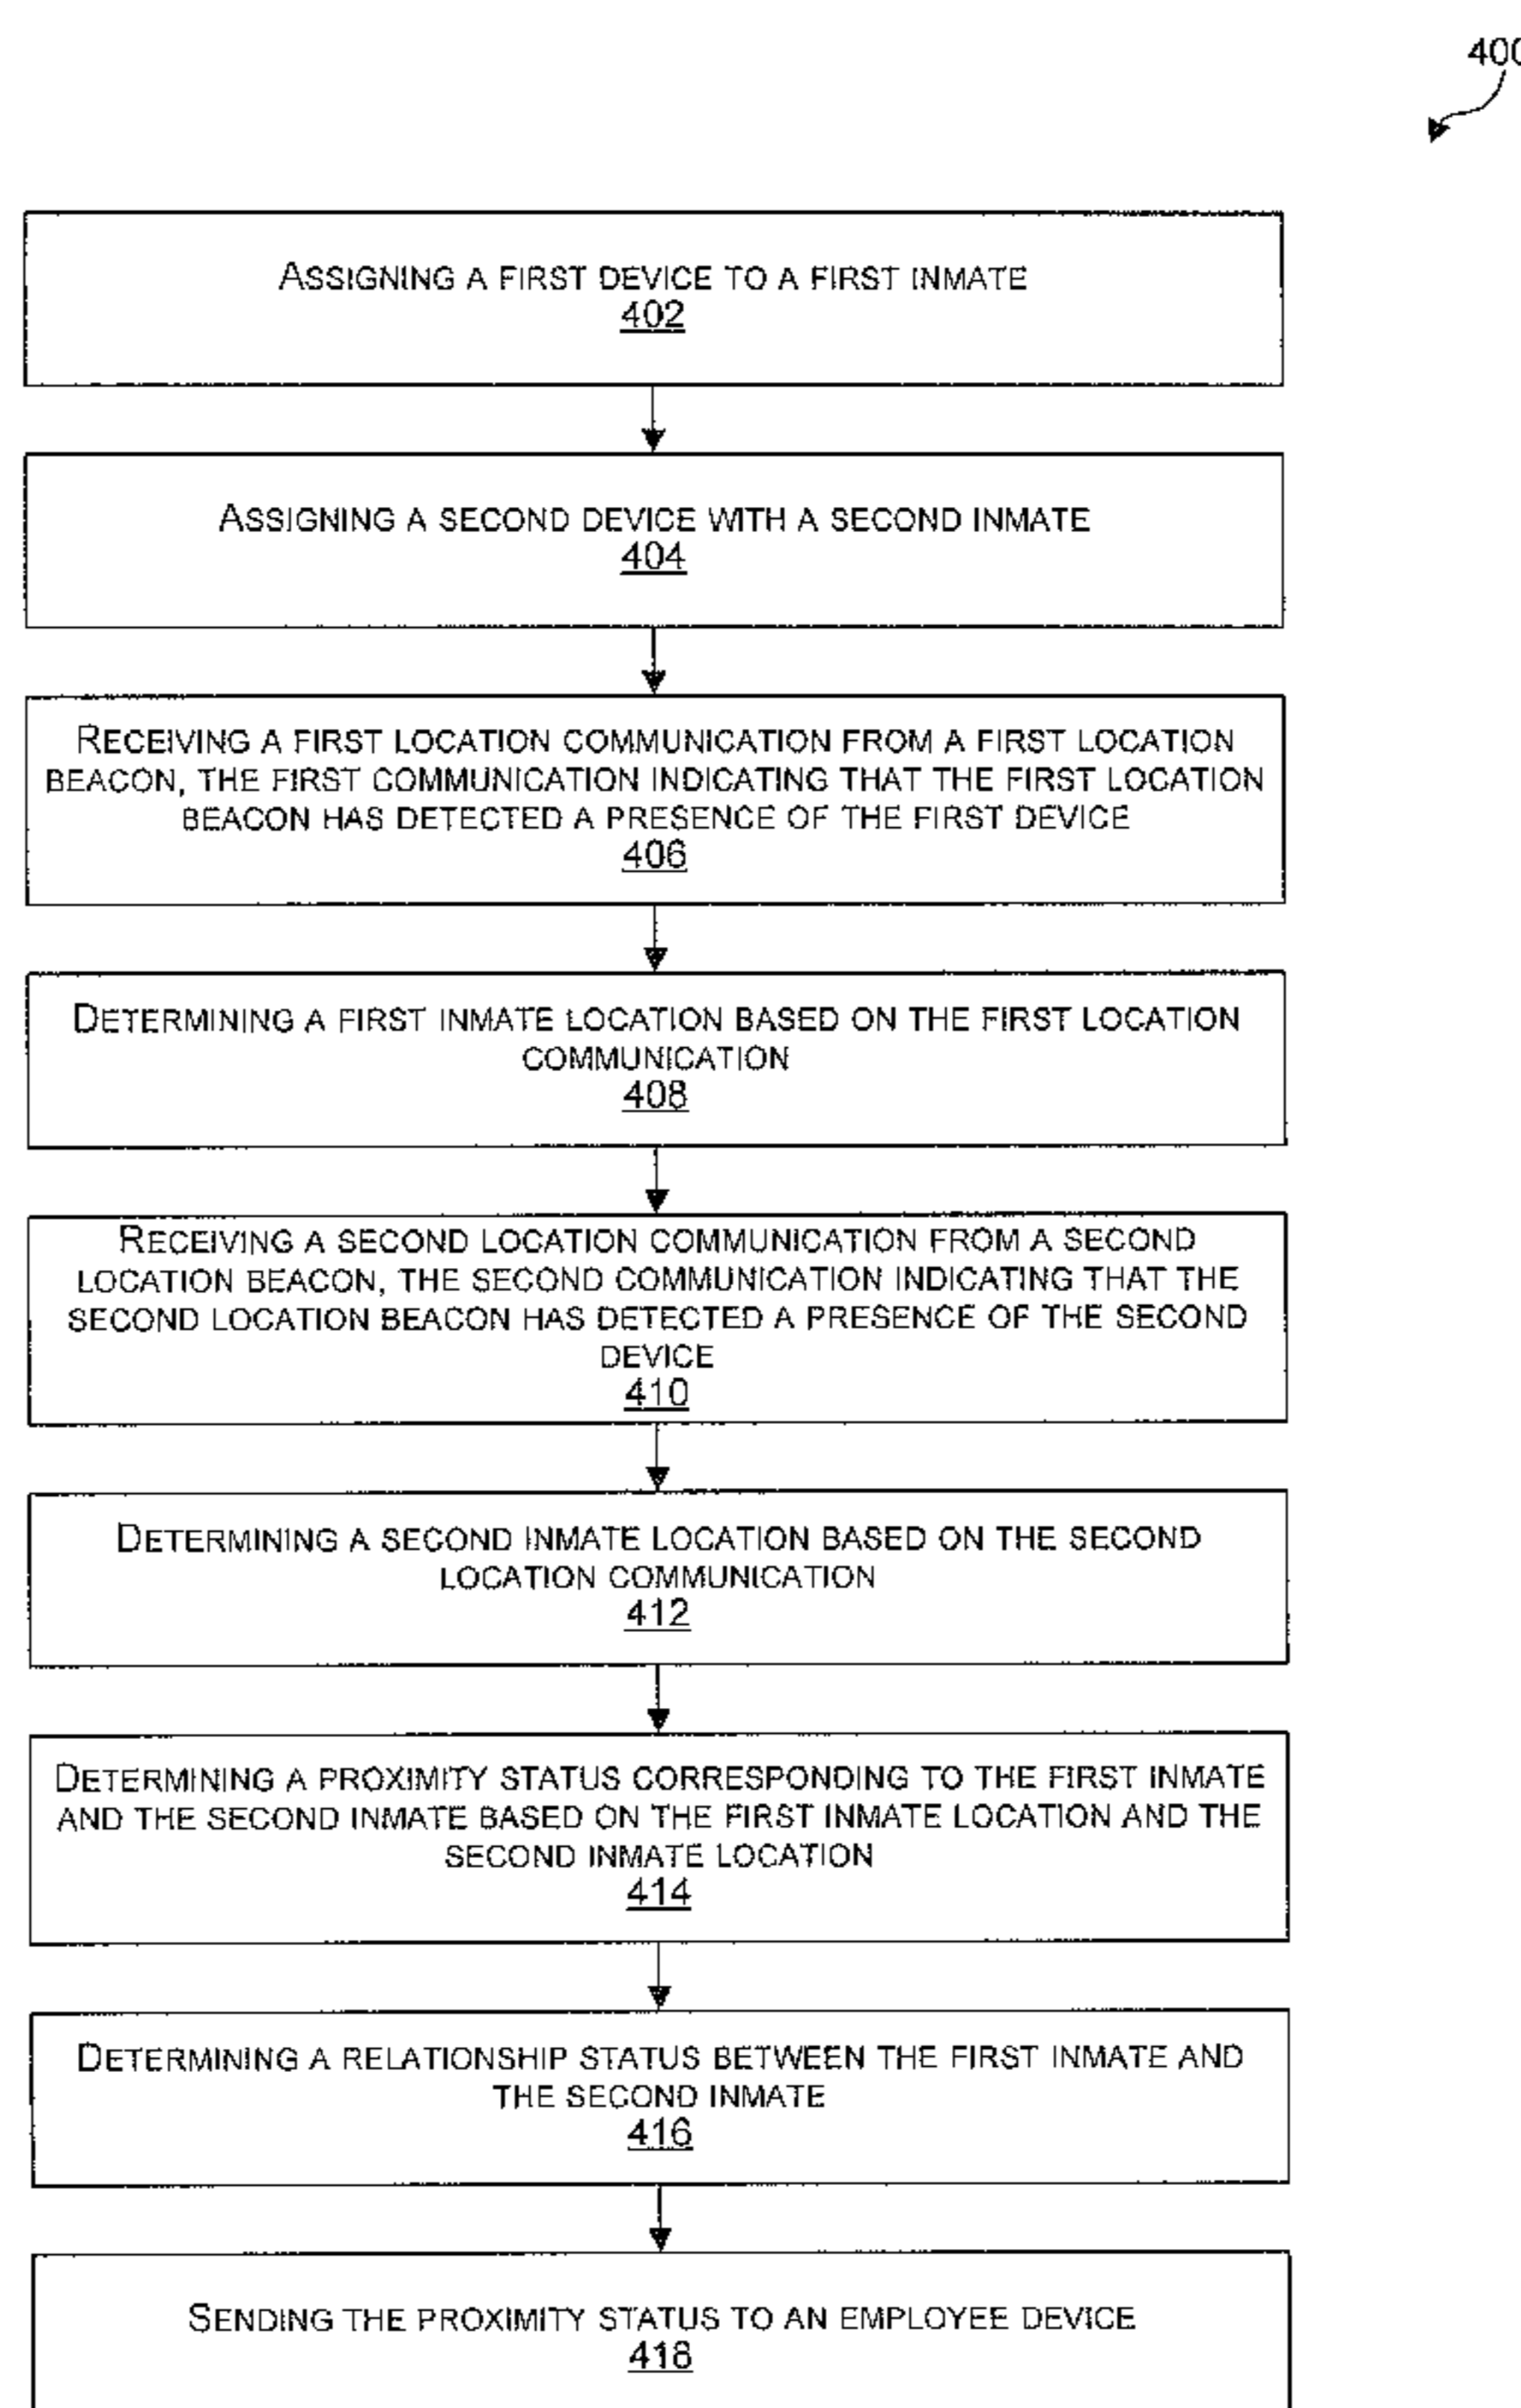 400
ASSIGNING A FIRST DEVICE TO A FIRST INMATE
402
ASSIGNING A SECOND DEVICE WITH A SECOND INMATE
404
RECEIVING A FIRST LOCATION COMMUNICATION FROM A FIRST LOCATION
BEACON, THE FIRST COMMUNICATION INDICATING THAT THE FIRST LOCATION
BEACON HAS DETECTED A PRESENCE OF THE FIRST DEVICE
406
DETERMINING A FIRST INMATE LOCATION BASED ON THE FIRST LOCATION
COMMUNICATION
408
RECEIVING A SECOND LOCATION COMMUNICATION FROM A SECOND
LOCATION BEACON, THE SECOND COMMUNICATION INDICATING THAT THE
SECOND LOCATION BEACON HAS DETECTED A PRESENCE OF THE SECOND
DEVICE
410
DETERMINING A SECOND INMATE LOCATION BASED ON THE SECOND
LOCATION COMMUNICATION
412
DETERMINING A PROXIMITY STATUS CORRESPONDING TO THE FIRST INMATE
AND THE SECOND INMATE BASED ON THE FIRST INMATE LOCATION AND THE
SECOND INMATE LOCATION
414
DETERMINING A RELATIONSHIP STATUS BETWEEN THE FIRST INMATE AND
THE SECOND INMATE
416
SENDING THE PROXIMITY STATUS TO AN EMPLOYEE DEVICE
418